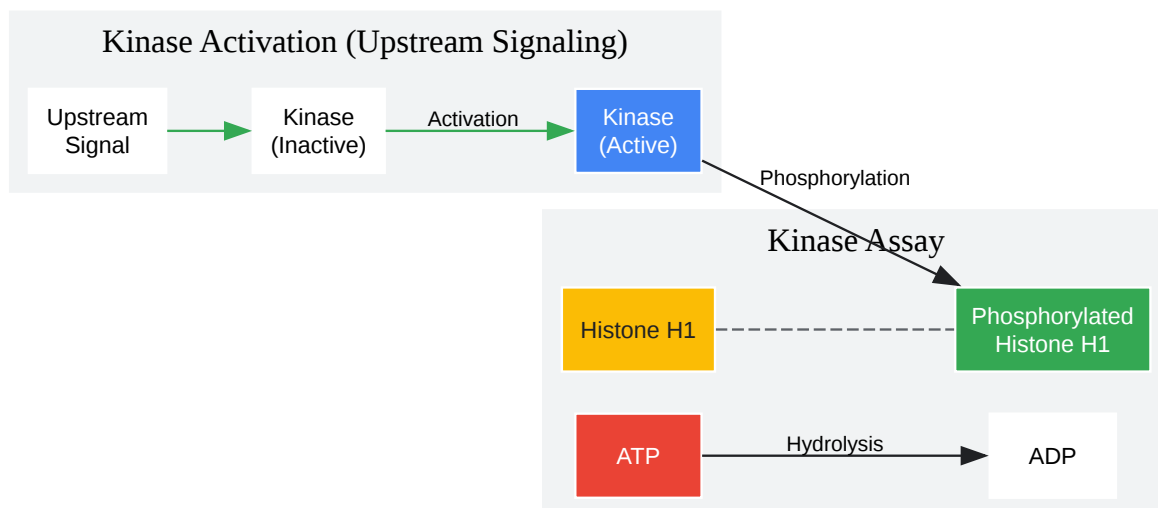 Kinase Activation (Upstream Signaling)
Upstream
Signal
Kinase
(Inactive)
Activation
Kinase
(Active)
Phosphorylation
Kinase Assay
Histone H1
Phosphorylated
Histone H1
ATP
Hydrolysis
ADP